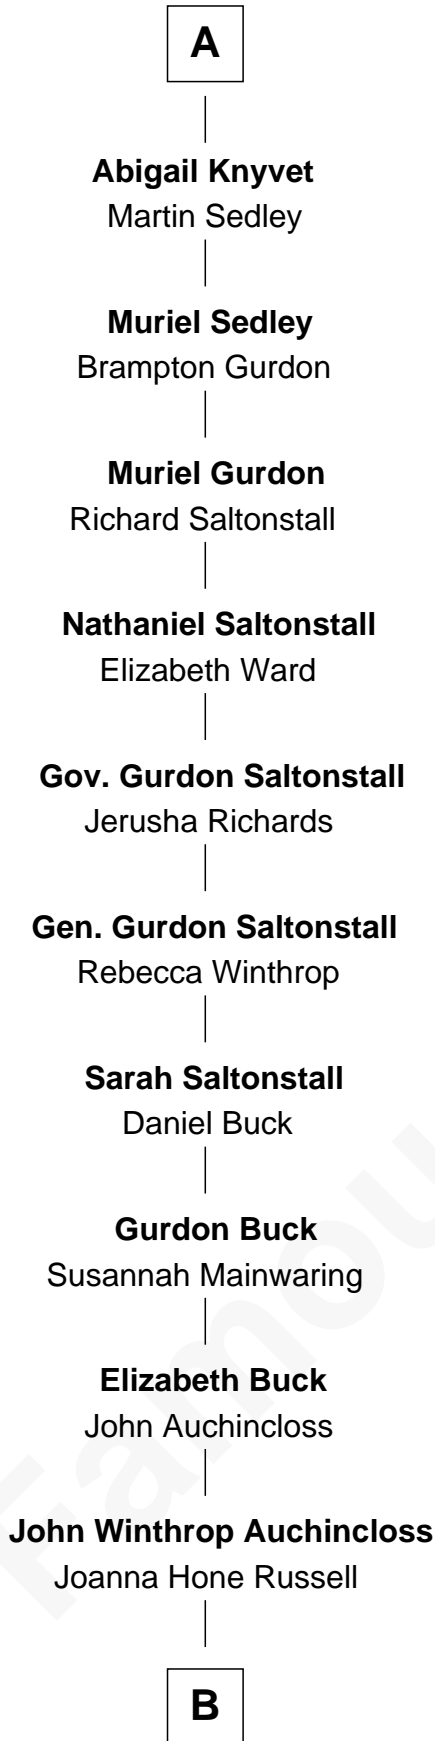 A
Abigail Knyvet
Martin Sedley
Muriel Sedley
Brampton Gurdon
Muriel Gurdon
Richard Saltonstall
Nathaniel Saltonstall
Elizabeth Ward
Gov. Gurdon Saltonstall
Jerusha Richards
Gen. Gurdon Saltonstall
Rebecca Winthrop
Sarah Saltonstall
Daniel Buck
Gurdon Buck
Susannah Mainwaring
Elizabeth Buck
John Auchincloss
John Winthrop Auchincloss
Joanna Hone Russell
B
Famou